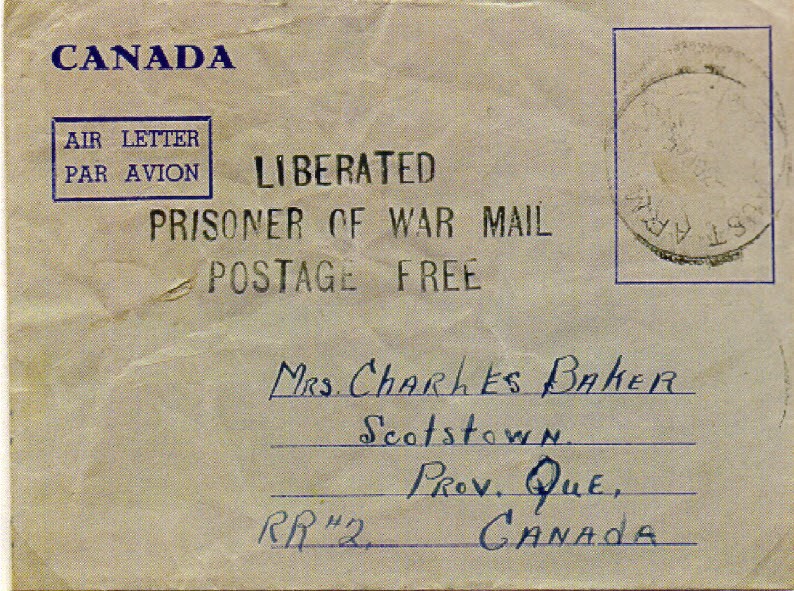 CANADA
AIR LETTER
PAR AVION
LIBERATED
PRISONER OF WAR MAIL
POSTAGE FREE
MRS. CHARLES BAKER
Scotstown.
PROV. QUE,
RR #2, CANADA